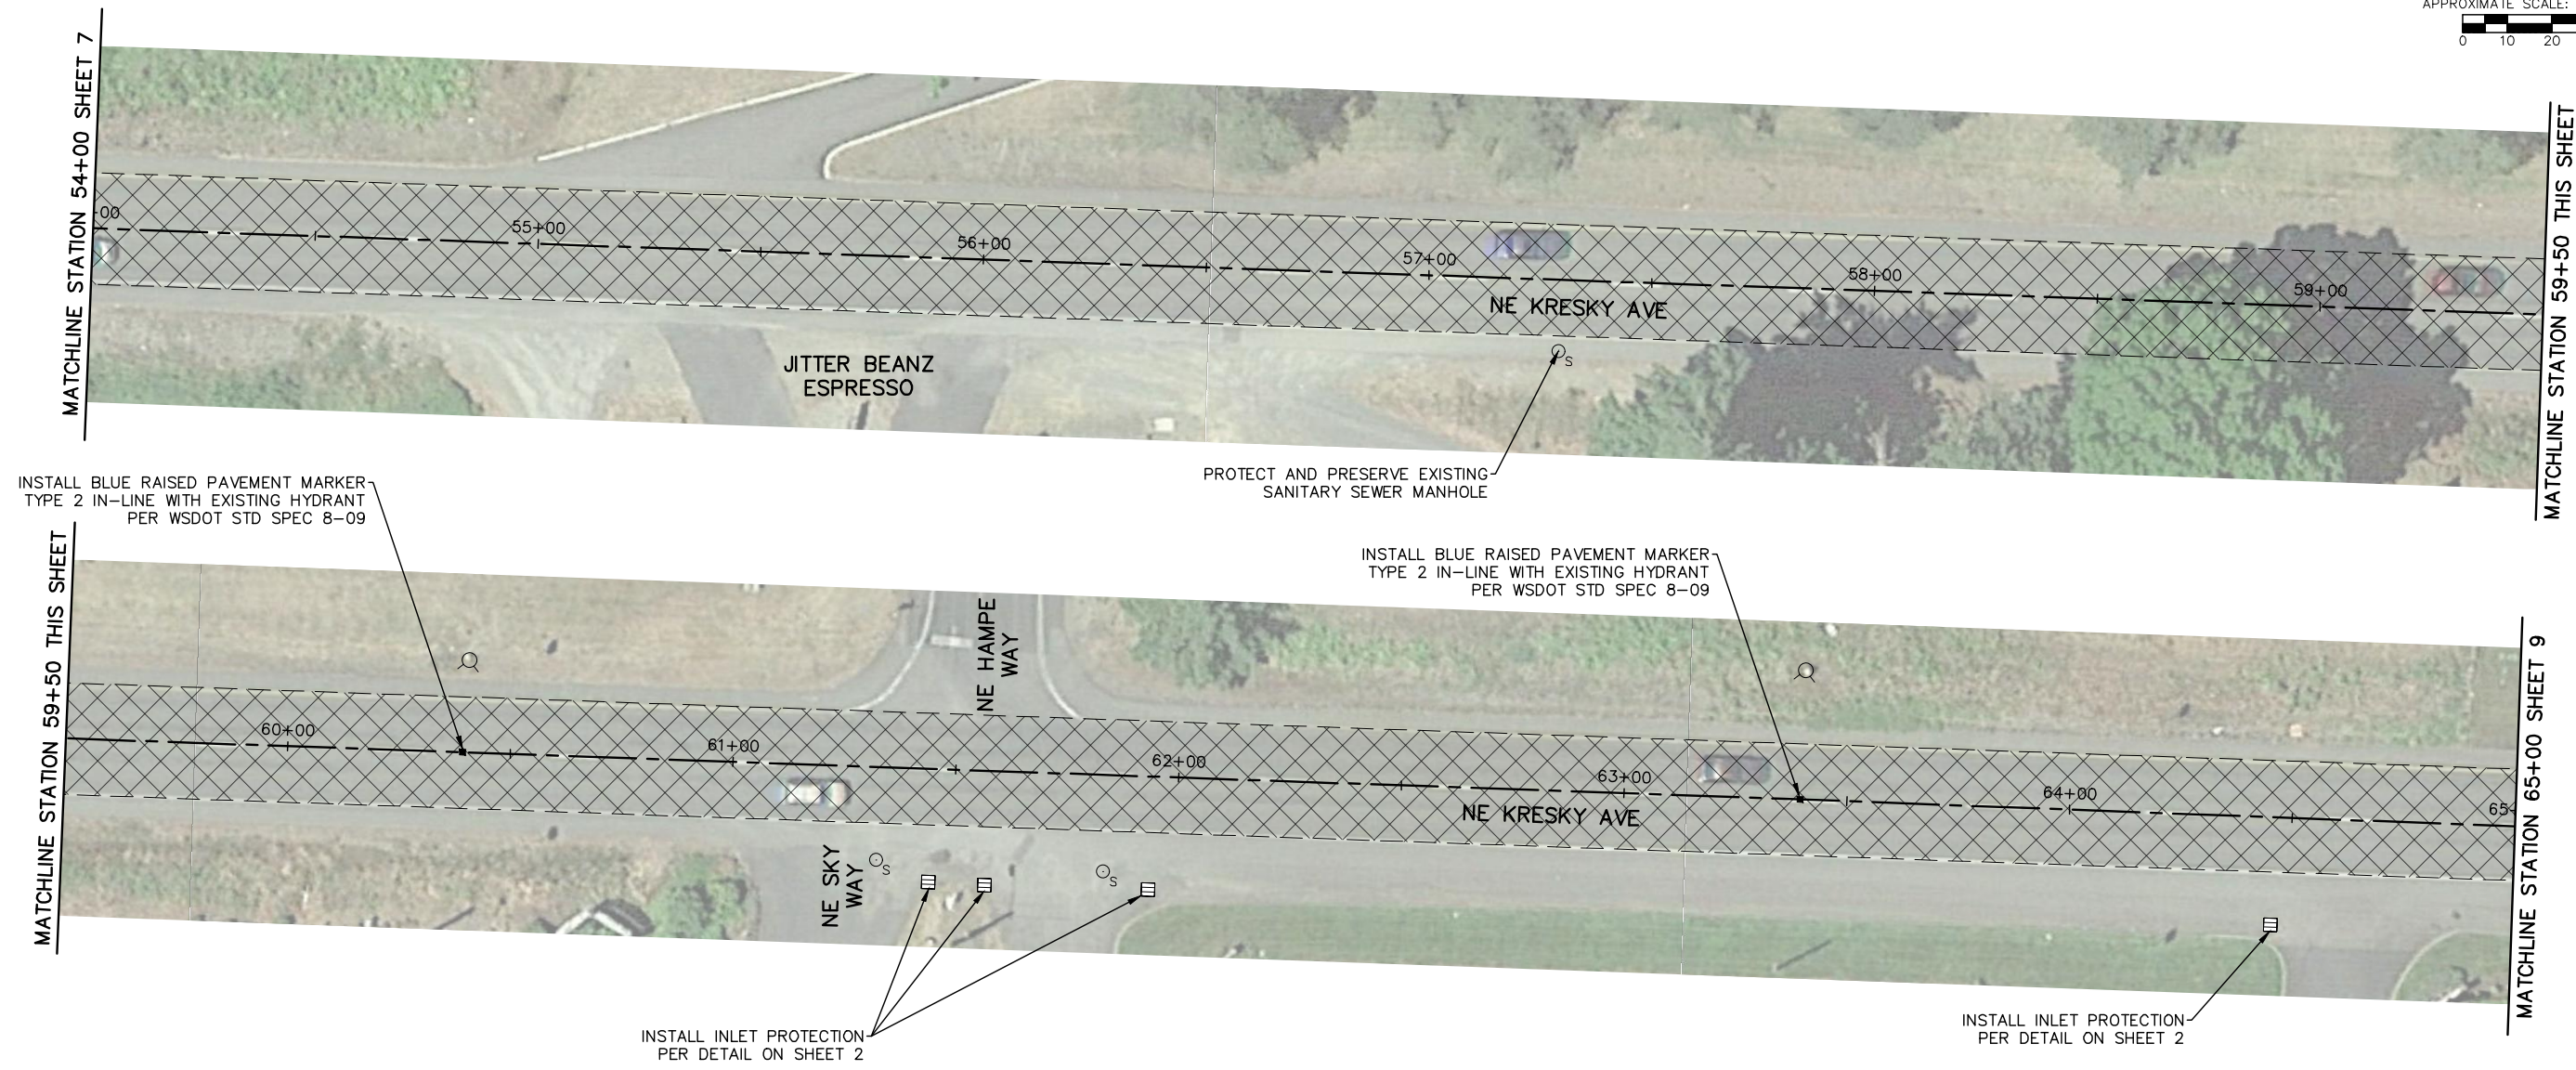 APPROXIMATE SCALE:
0 10 20
MATCHLINE STATION 54+00 SHEET 7
00
55+00
56+00
57+00
58+00
59+00
NE KRESKY AVE
JITTER BEANZ
ESPRESSO
S
MATCHLINE STATION 59+50 THIS SHEET
PROTECT AND PRESERVE EXISTING
SANITARY SEWER MANHOLE
INSTALL BLUE RAISED PAVEMENT MARKER
TYPE 2 IN-LINE WITH EXISTING HYDRANT
PER WSDOT STD SPEC 8-09
INSTALL BLUE RAISED PAVEMENT MARKER
TYPE 2 IN-LINE WITH EXISTING HYDRANT
PER WSDOT STD SPEC 8-09
MATCHLINE STATION 59+50 THIS SHEET
NE HAMPE
WAY
60+00
61+00
62+00
63+00
64+00
65
NE KRESKY AVE
NE SKY
WAY
S
S
MATCHLINE STATION 65+00 SHEET 9
INSTALL INLET PROTECTION
PER DETAIL ON SHEET 2
INSTALL INLET PROTECTION
PER DETAIL ON SHEET 2